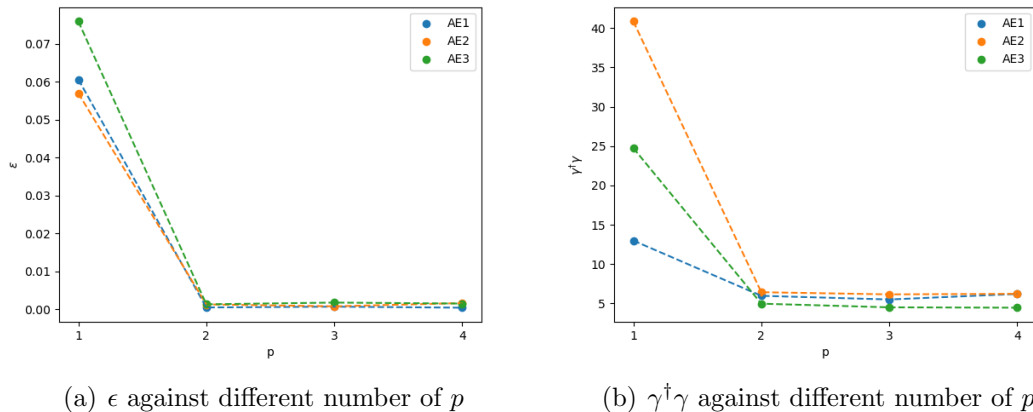 0.07
0.06
0.05
0.04
0.03
0.02
0.01
0.00
ε
1 2 3 4
p
AE1
AE2
AE3
(a) ϵ against different number of p
40
35
30
25
20
15
10
5
γ†γ
1 2 3 4
p
AE1
AE2
AE3
(b) γ†γ against different number of p